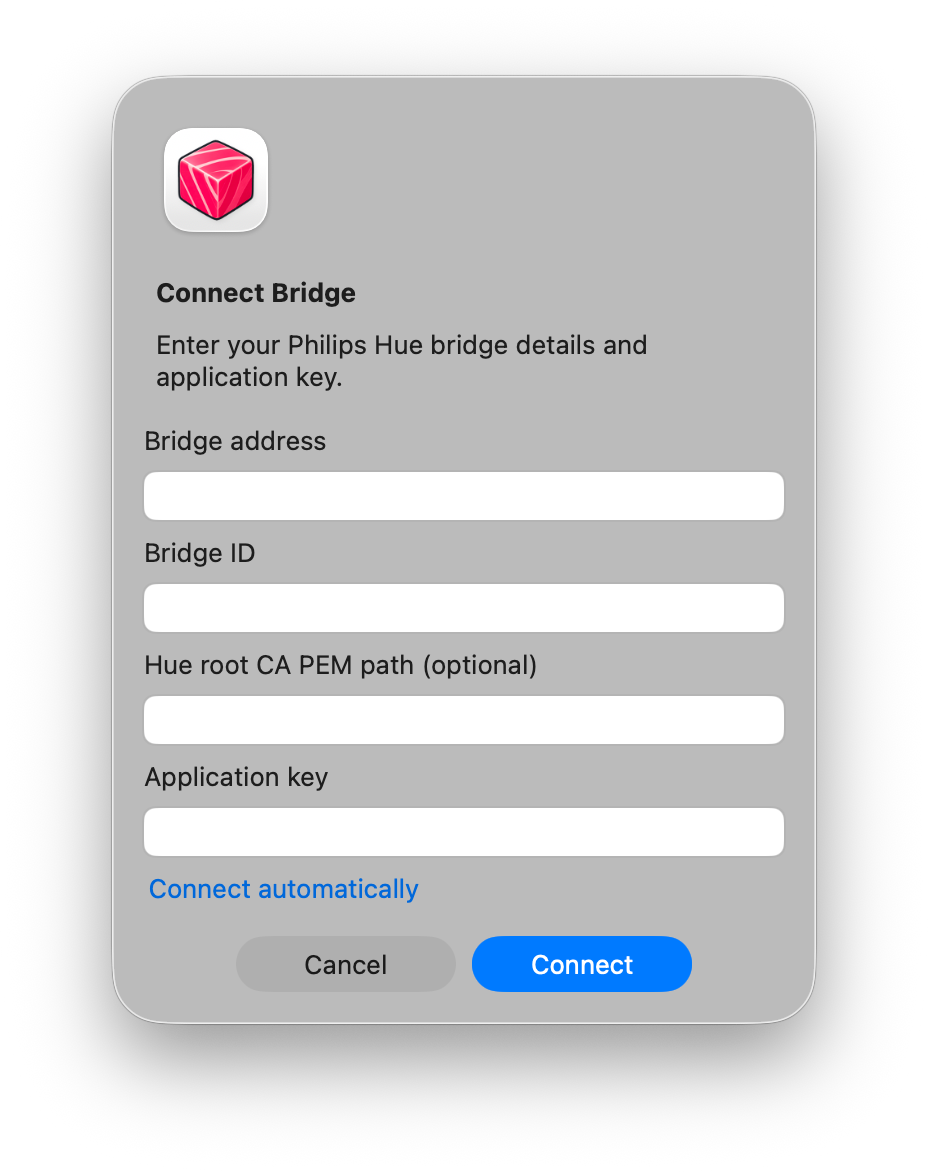 Connect Bridge
Enter your Philips Hue bridge details and
application key.
Bridge address
Bridge ID
Hue root CA PEM path (optional)
Application key
Connect automatically
Cancel
Connect